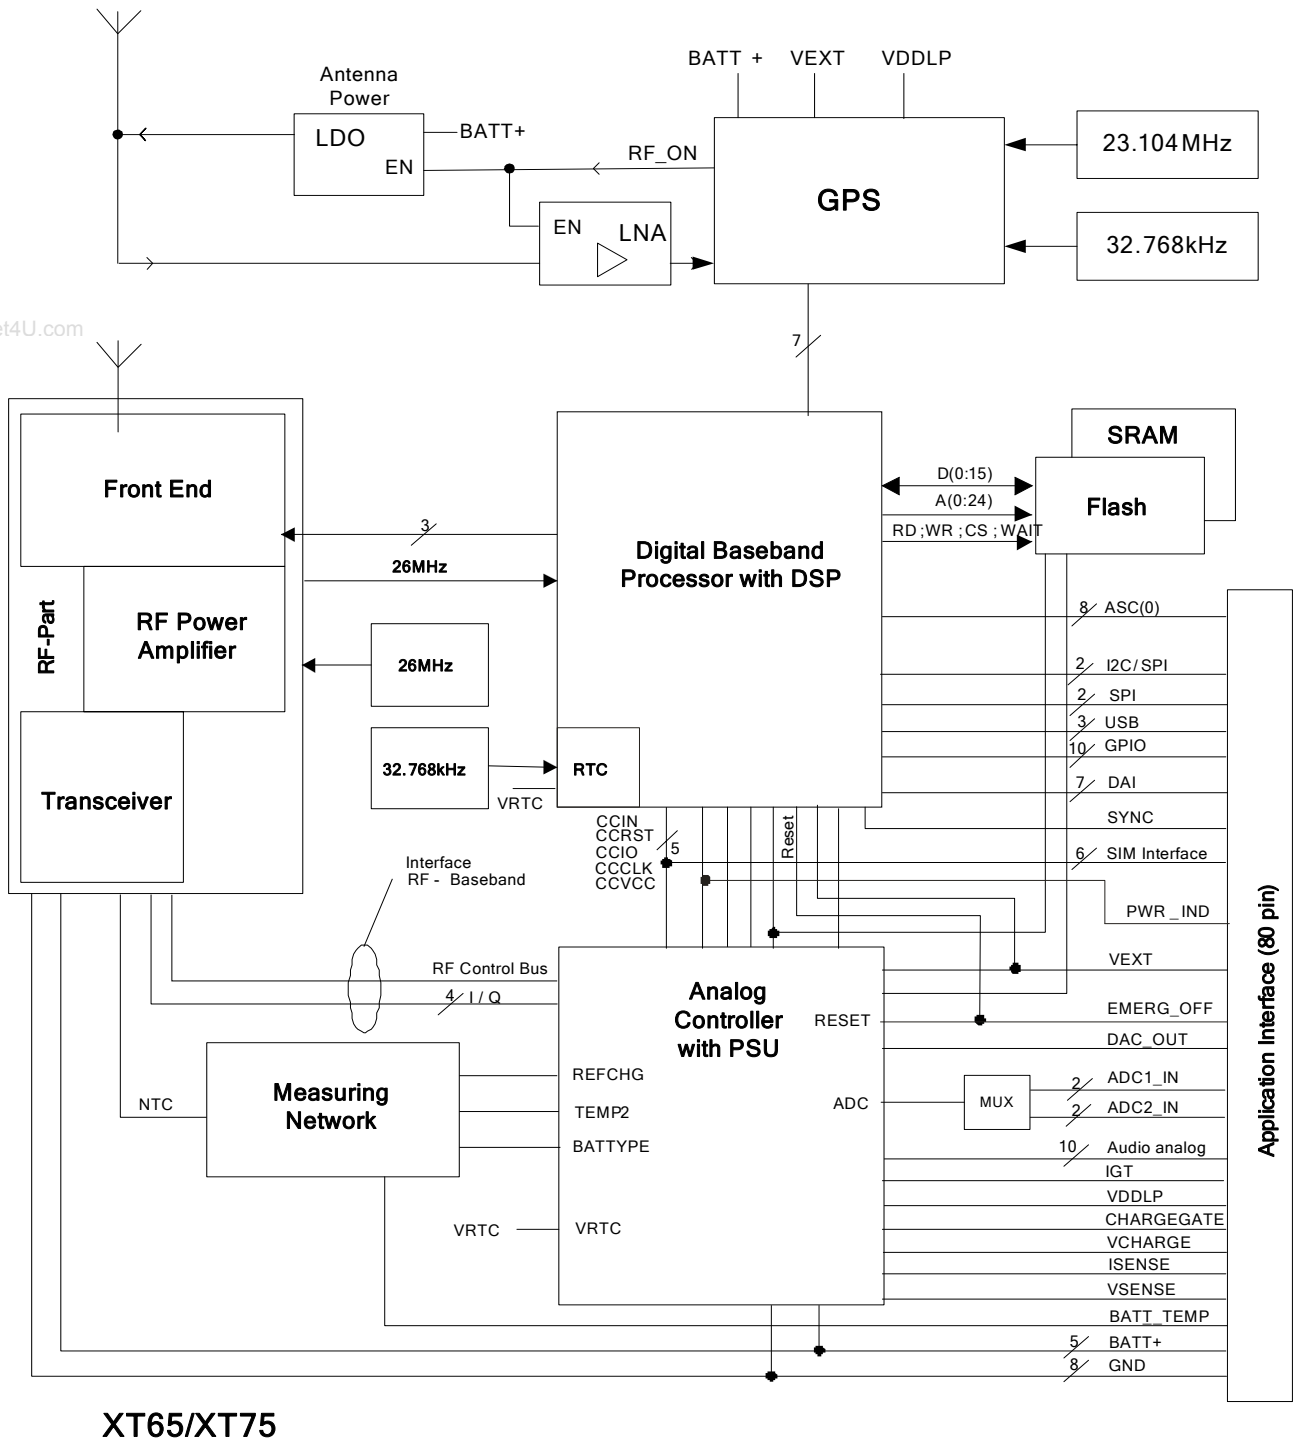 Antenna
Power
LDO
EN
BATT+
RF_ON
EN
LNA
BATT +
VEXT
VDDLP
GPS
23.104MHz
32.768kHz
et4U.com
7
Front End
RF-Part
RF Power
Amplifier
Transceiver
3
26MHz
26MHz
32.768kHz
VRTC
RTC
Digital Baseband
Processor with DSP
D(0:15)
A(0:24)
RD ;WR ; CS ; WAIT
SRAM
Flash
8 ASC(0)
2 I2C/SPI
2 SPI
3 USB
10 GPIO
7 DAI
SYNC
6 SIM Interface
PWR_IND
VEXT
EMERG_OFF
DAC_OUT
2 ADC1_IN
2 ADC2_IN
10 Audio analog
IGT
VDDLP
CHARGEGATE
VCHARGE
ISENSE
VSENSE
BATT_TEMP
5 BATT+
8 GND
Application Interface (80 pin)
CCIN
CCRST
CCIO
CCCLK
CCVCC
5
Reset
Interface
RF - Baseband
RF Control Bus
4 I / Q
Analog
Controller
with PSU
RESET
ADC
MUX
REFCHG
TEMP2
BATTYPE
VRTC
VRTC
Measuring
Network
NTC
XT65/XT75